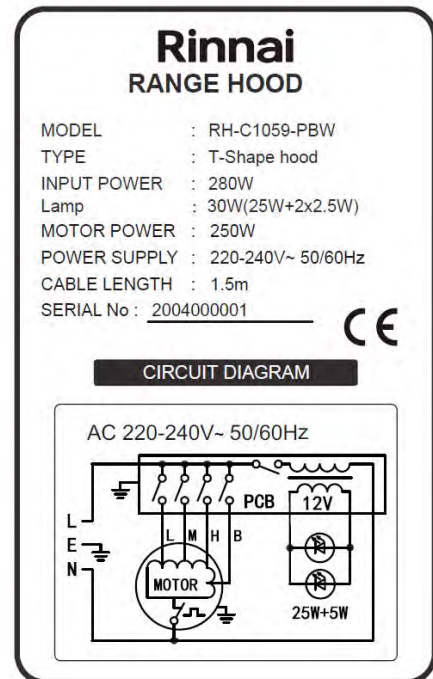 Rinnai
RANGE HOOD
MODEL : RH-C1059-PBW
TYPE : T-Shape hood
INPUT POWER : 280W
Lamp : 30W(25W+2x2.5W)
MOTOR POWER : 250W
POWER SUPPLY : 220-240V~ 50/60Hz
CABLE LENGTH : 1.5m
SERIAL No : 2004000001
CE
CIRCUIT DIAGRAM
AC 220-240V~ 50/60Hz
PCB 12V
L M H B
L
E
N
MOTOR
25W+5W